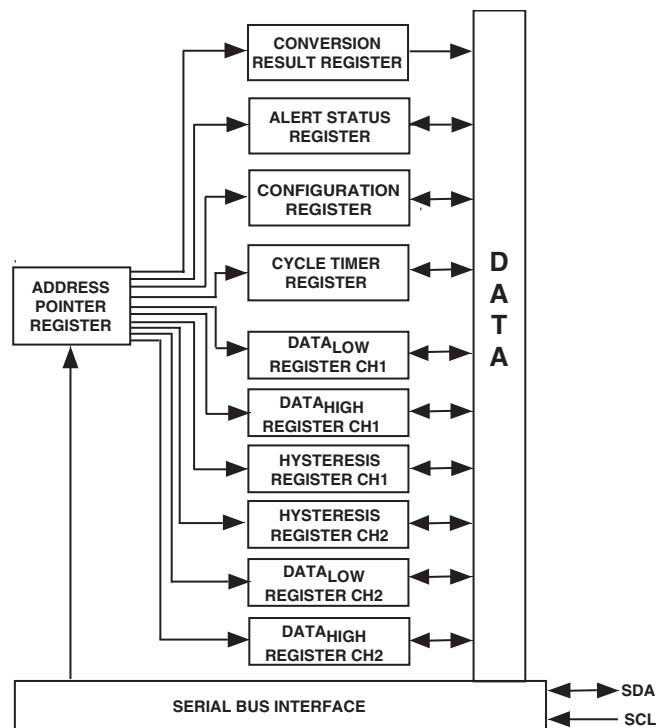 CONVERSION
RESULT REGISTER
ALERT STATUS
REGISTER
CONFIGURATION
REGISTER
CYCLE TIMER
REGISTER
D
A
T
A
ADDRESS
POINTER
REGISTER
DATALOW
REGISTER CH1
DATAHIGH
REGISTER CH1
HYSTERESIS
REGISTER CH1
HYSTERESIS
REGISTER CH2
DATALOW
REGISTER CH2
DATAHIGH
REGISTER CH2
SERIAL BUS INTERFACE
SDA
SCL